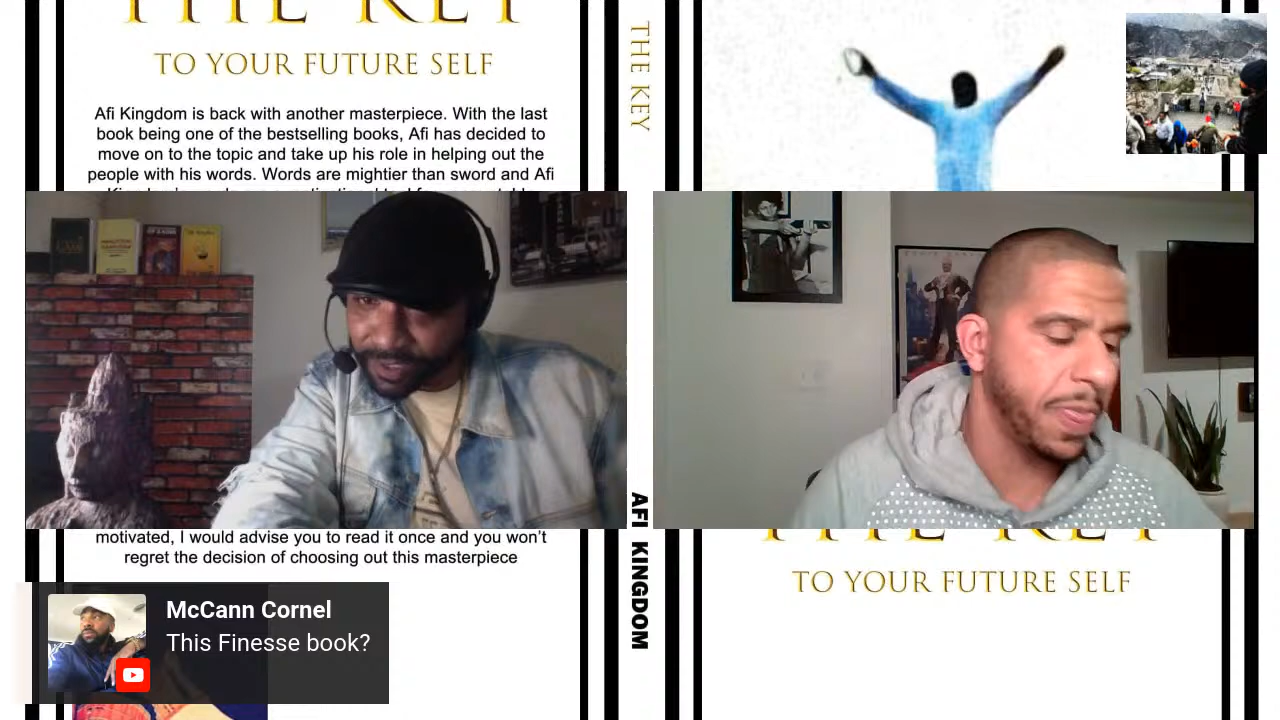 THE KEY
TO YOUR FUTURE SELF
Afi Kingdom is back with another masterpiece. With the last
book being one of the bestselling books, Afi has decided to
move on to the topic and take up his role in helping out the
people with his words. Words are mightier than sword and Afi
motivated, I would advise you to read it once and you won't
regret the decision of choosing out this masterpiece
THE KEY
AFI KINGDOM
THE KEY
TO YOUR FUTURE SELF
McCann Cornel
This Finesse book?